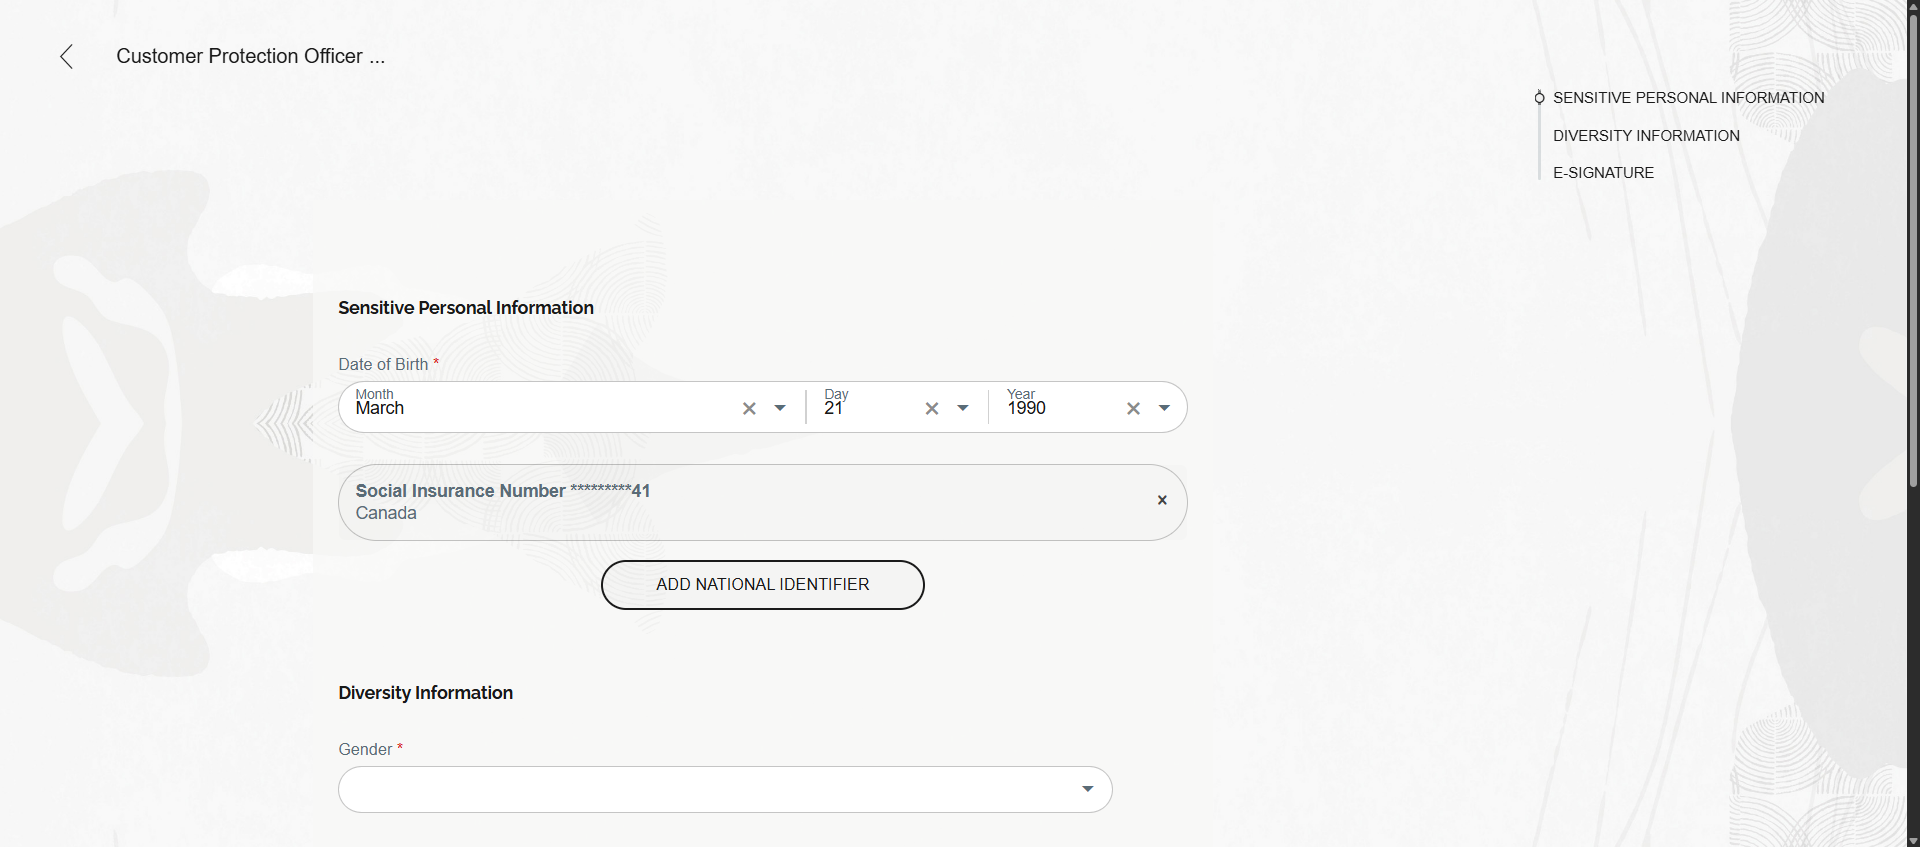 Customer Protection Officer ...
SENSITIVE PERSONAL INFORMATION
DIVERSITY INFORMATION
E-SIGNATURE
Sensitive Personal Information
Date of Birth *
Month
March
Day
21
Year
1990
Social Insurance Number *********41
Canada
ADD NATIONAL IDENTIFIER
Diversity Information
Gender *